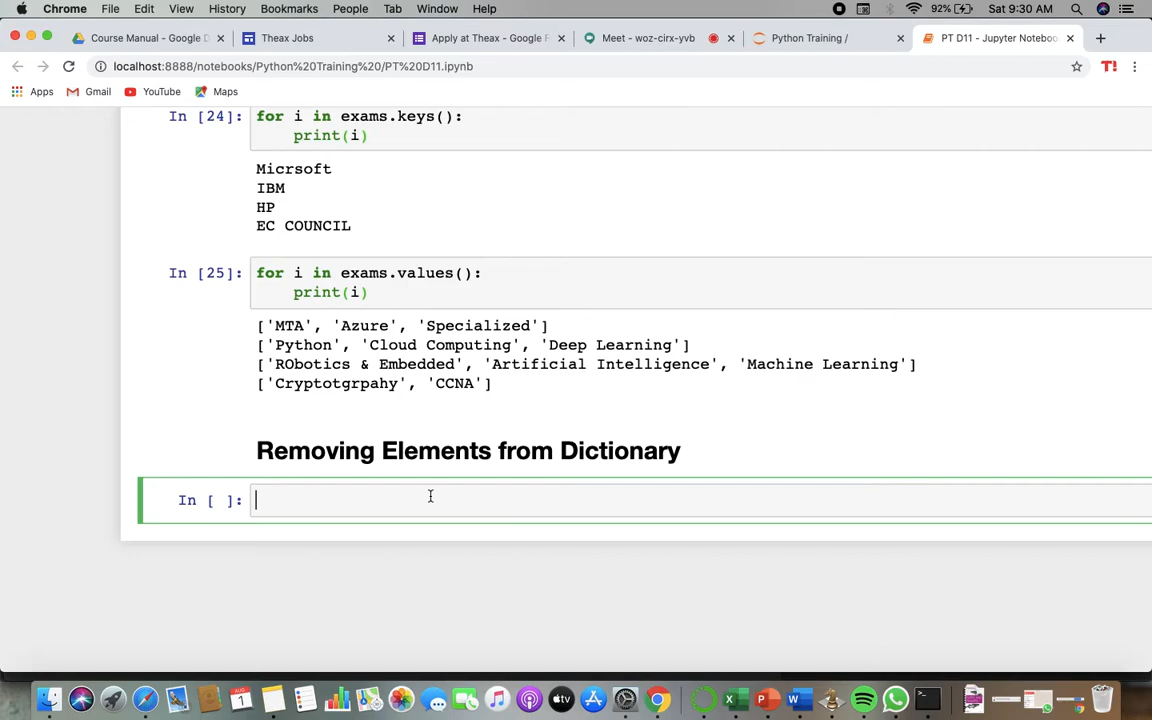 Chrome File Edit View History Bookmarks People Tab Window Help 92% Sat 9:30 AM
Course Manual - Google D Theax Jobs Apply at Theax - Google F Meet - woz-cirx-yvb Python Training / PT D11 - Jupyter Noteboo
localhost:8888/notebooks/Python%20Training%20/PT%20D11.ipynb T!
Apps Gmail YouTube Maps
In [24]: for i in exams.keys():
print(i)
Micrsoft
IBM
HP
EC COUNCIL
In [25]: for i in exams.values():
print(i)
['MTA', 'Azure', 'Specialized']
['Python', 'Cloud Computing', 'Deep Learning']
['RObotics & Embedded', 'Artificial Intelligence', 'Machine Learning']
['Cryptotgrpahy', 'CCNA']
Removing Elements from Dictionary
In [ ]: